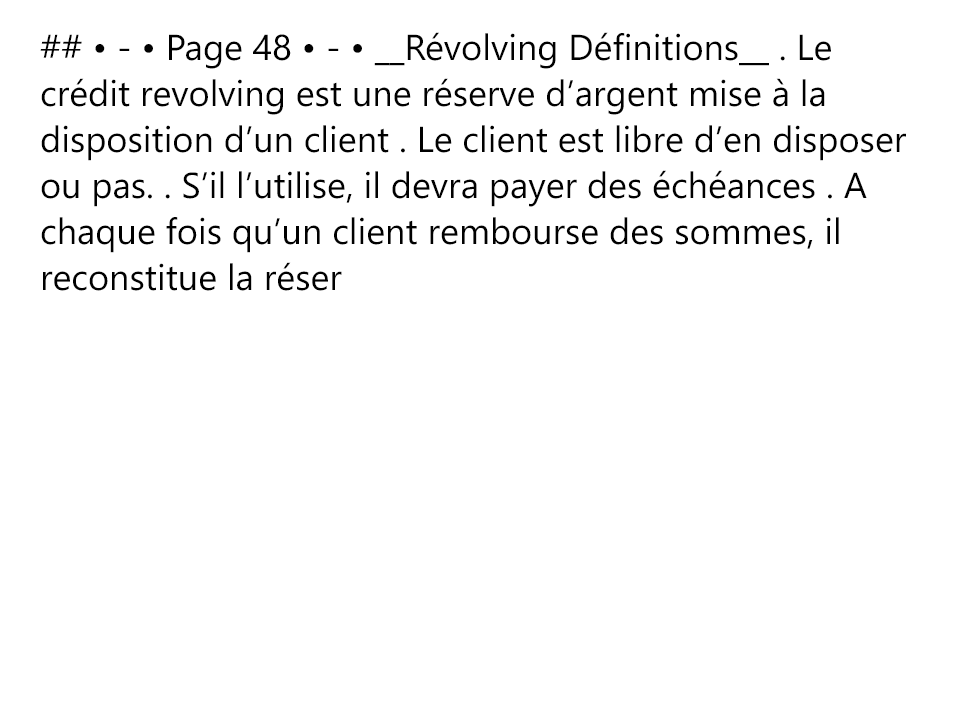 ## • - • Page 48 • - • __Révolving Définitions__ . Le
crédit revolving est une réserve d’argent mise à la
disposition d’un client . Le client est libre d’en disposer
ou pas. . S’il l’utilise, il devra payer des échéances . A
chaque fois qu’un client rembourse des sommes, il
reconstitue la réser